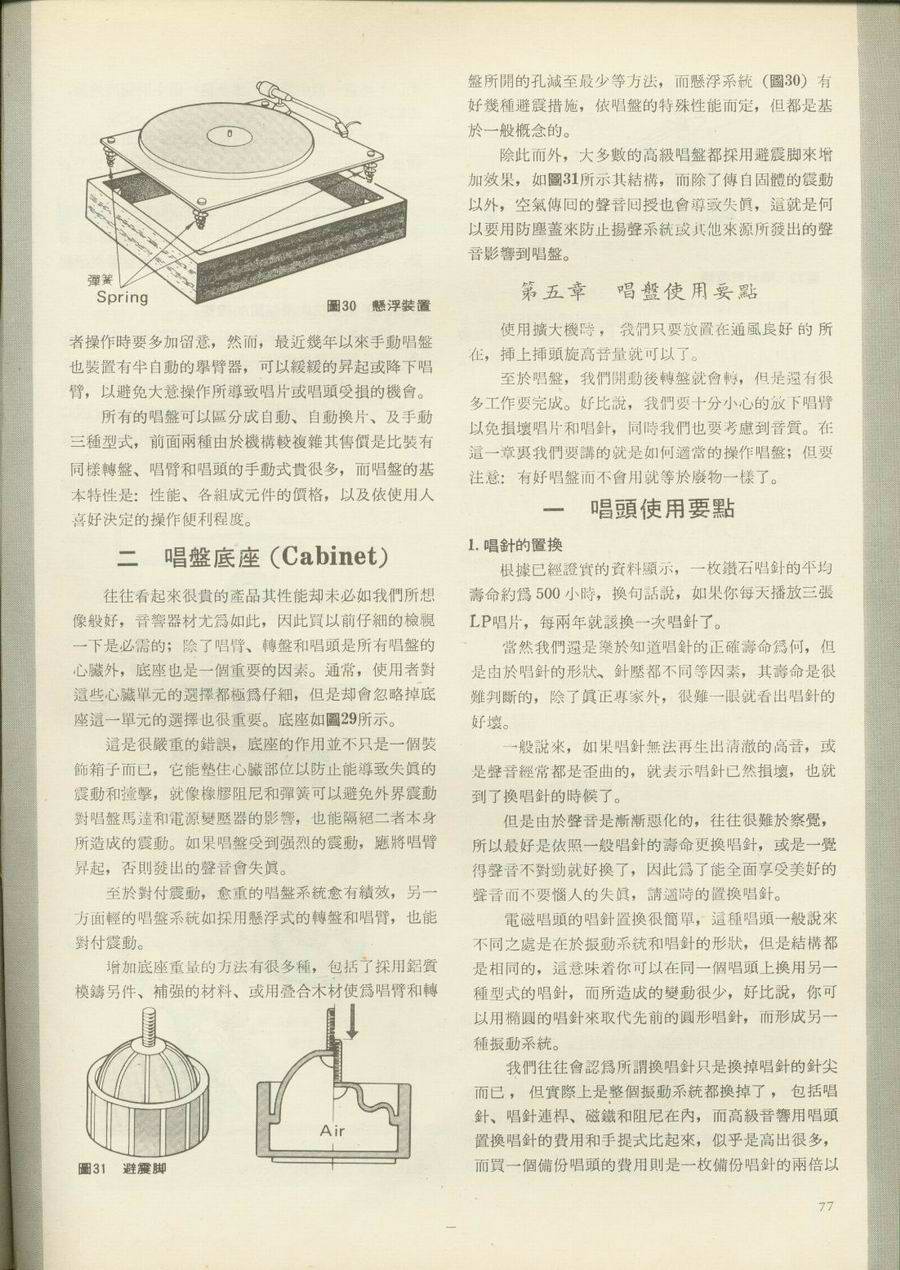 彈簧
Spring
圖30 懸浮裝置
者操作時要多加留意，然而，最近幾年以來手動唱盤
也裝置有半自動的舉臂器，可以緩緩的昇起或降下唱
臂，以避免大意操作所導致唱片或唱頭受損的機會。
所有的唱盤可以區分成自動、自動換片、及手動
三種型式，前面兩種由於機構較複雜其售價是比裝有
同樣轉盤、唱臂和唱頭的手動式貴很多，而唱盤的基
本特性是：性能、各組成元件的價格，以及依使用人
喜好決定的操作便利程度。
二 唱盤底座(Cabinet)
往往看起來很貴的產品其性能却未必如我們所想
像般好，音響器材尤爲如此，因此買以前仔細的檢視
一下是必需的；除了唱臂、轉盤和唱頭是所有唱盤的
心臟外，底座也是一個重要的因素。通常，使用者對
這些心臟單元的選擇都極爲仔細，但是却會忽略掉底
座這一單元的選擇也很重要。底座如圖29所示。
這是很嚴重的錯誤，底座的作用並不只是一個裝
飾箱子而已，它能墊住心臟部位以防止能導致失眞的
震動和撞擊，就像橡膠阻尼和彈簧可以避免外界震動
對唱盤馬達和電源變壓器的影響，也能隔絕二者本身
所造成的震動。如果唱盤受到强烈的震動，應將唱臂
昇起，否則發出的聲音會失眞。
至於對付震動，愈重的唱盤系統愈有績效，另一
方面輕的唱盤系統如採用懸浮式的轉盤和唱臂，也能
對付震動。
增加底座重量的方法有很多種，包括了採用鋁質
模鑄另件、補强的材料、或用叠合木材使爲唱臂和轉
Air
圖31 避震脚
盤所開的孔減至最少等方法，而懸浮系統（圖30）有
好幾種避震措施，依唱盤的特殊性能而定，但都是基
於一般概念的。
除此而外，大多數的高級唱盤都採用避震脚來增
加效果，如圖31所示其結構，而除了傳自固體的震動
以外，空氣傳回的聲音回授也會導致失眞，這就是何
以要用防塵蓋來防止揚聲系統或其他來源所發出的聲
音影響到唱盤。
第五章 唱盤使用要點
使用擴大機時，我們只要放置在通風良好的所
在，揷上揷頭旋高音量就可以了。
至於唱盤，我們開動後轉盤就會轉，但是還有很
多工作要完成。好比說，我們要十分小心的放下唱臂
以免損壞唱片和唱針，同時我們也要考慮到音質。在
這一章裏我們要講的就是如何適當的操作唱盤；但要
注意：有好唱盤而不會用就等於廢物一樣了。
一 唱頭使用要點
1. 唱針的置換
根據已經證實的資料顯示，一枚鑽石唱針的平均
壽命約爲 500 小時，換句話說，如果你每天播放三張
LP唱片，每兩年就該換一次唱針了。
當然我們還是樂於知道唱針的正確壽命爲何，但
是由於唱針的形狀、針壓都不同等因素，其壽命是很
難判斷的，除了眞正專家外，很難一眼就看出唱針的
好壞。
一般說來，如果唱針無法再生出清澈的高音，或
是聲音經常都是歪曲的，就表示唱針已然損壞，也就
到了換唱針的時候了。
但是由於聲音是漸漸惡化的，往往很難於察覺，
所以最好是依照一般唱針的壽命更換唱針，或是一覺
得聲音不對勁就好換了，因此爲了能全面享受美好的
聲音而不要惱人的失眞，請適時的置換唱針。
電磁唱頭的唱針置換很簡單，這種唱頭一般說來
不同之處是在於振動系統和唱針的形狀，但是結構都
是相同的，這意味着你可以在同一個唱頭上換用另一
種型式的唱針，而所造成的變動很少，好比說，你可
以用橢圓的唱針來取代先前的圓形唱針，而形成另一
種振動系統。
我們往往會認爲所謂換唱針只是換掉唱針的針尖
而已，但實際上是整個振動系統都換掉了，包括唱
針、唱針連桿、磁鐵和阻尼在內，而高級音響用唱頭
置換唱針的費用和手提式比起來，似乎是高出很多，
而買一個備份唱頭的費用則是一枚備份唱針的兩倍以
77